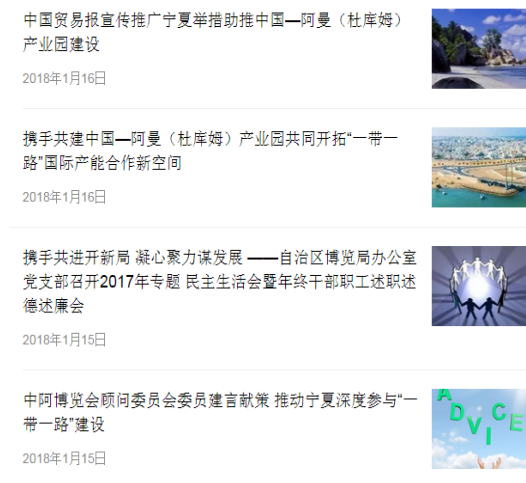 中国贸易报宣传推广宁夏举措助推中国—阿曼（杜库姆）
产业园建设
2018年1月16日
携手共建中国—阿曼（杜库姆）产业园共同开拓“一带一
路”国际产能合作新空间
2018年1月16日
携手共进开新局 凝心聚力谋发展 ——自治区博览局办公室
党支部召开2017年专题 民主生活会暨年终干部职工述职述
德述廉会
2018年1月15日
中阿博览会顾问委员会委员建言献策 推动宁夏深度参与“一
带一路”建设
2018年1月15日
ADVICE